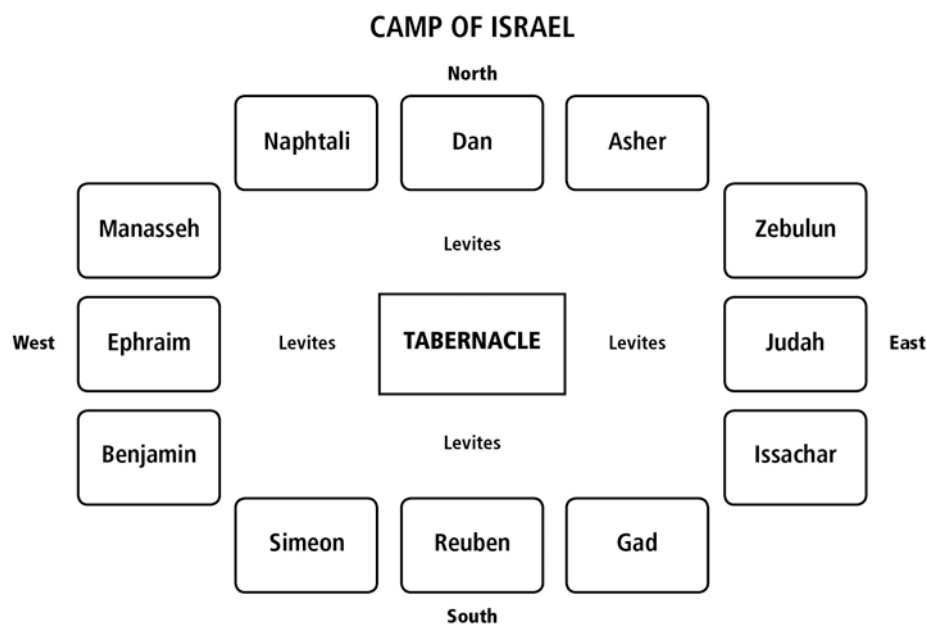 CAMP OF ISRAEL
North
Naphtali
Dan
Asher
Manasseh
Levites
Zebulun
West
Ephraim
Levites
TABERNACLE
Levites
Judah
East
Benjamin
Levites
Issachar
Simeon
Reuben
Gad
South